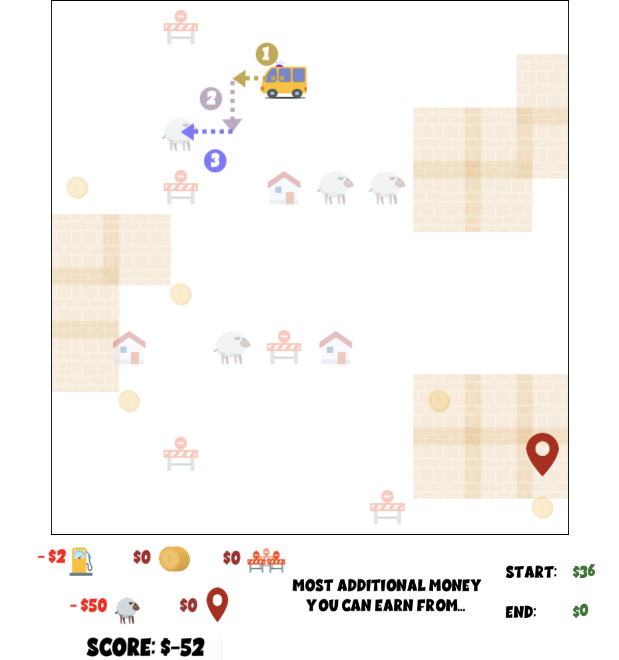 1
2
3
- $2
$0
$0
- $50
$0
MOST ADDITIONAL MONEY
YOU CAN EARN FROM...
START: $36
END: $0
SCORE: $-52